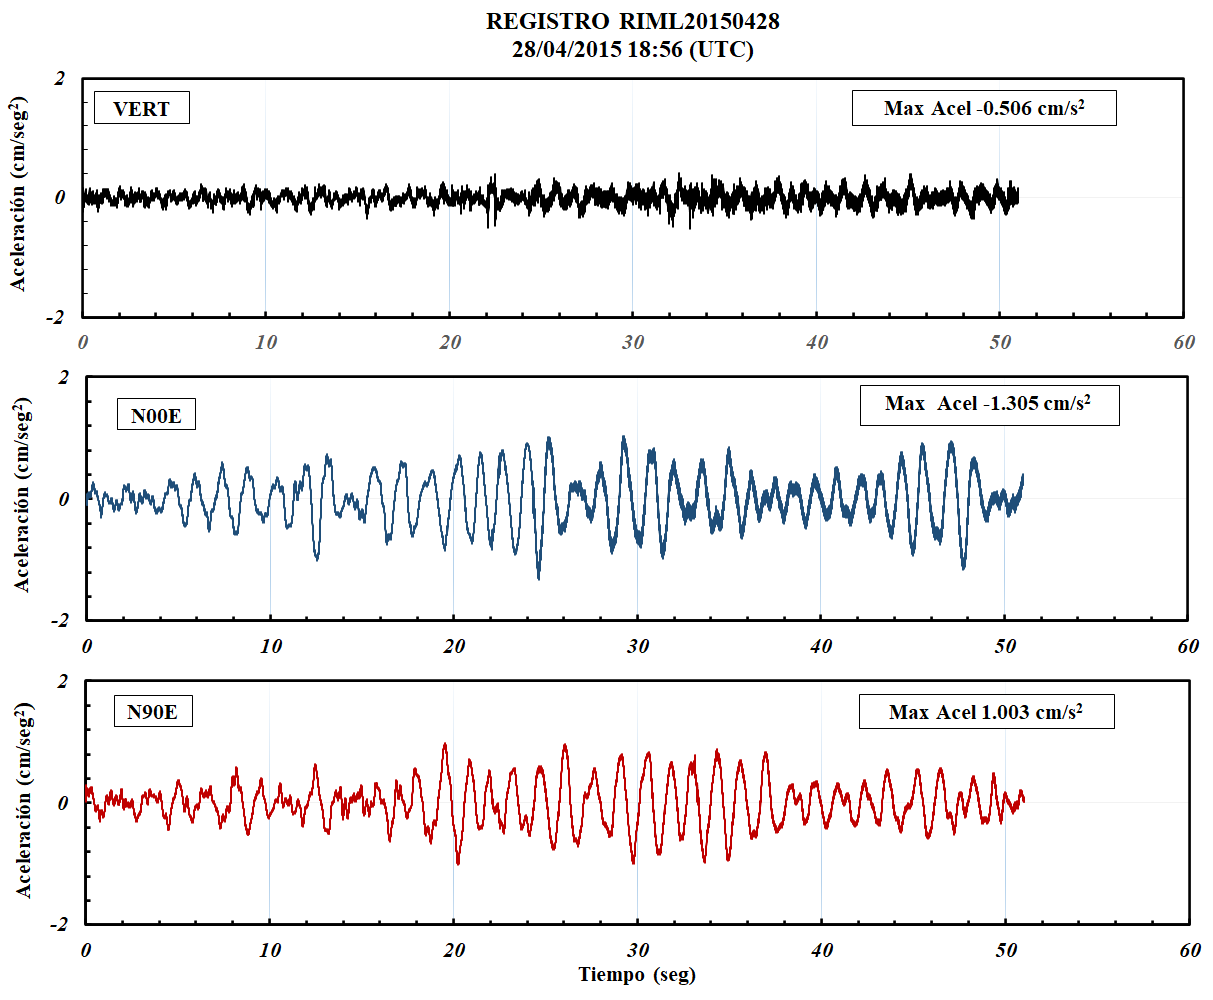 REGISTRO RIML20150428
28/04/2015 18:56 (UTC)
Aceleración (cm/seg²)
2
0
-2
VERT
Max Acel -0.506 cm/s²
0 10 20 30 40 50 60
Aceleración (cm/seg²)
2
0
-2
N00E
Max Acel -1.305 cm/s²
0 10 20 30 40 50 60
Aceleración (cm/seg²)
2
0
-2
N90E
Max Acel 1.003 cm/s²
0 10 20 30 40 50 60
Tiempo (seg)